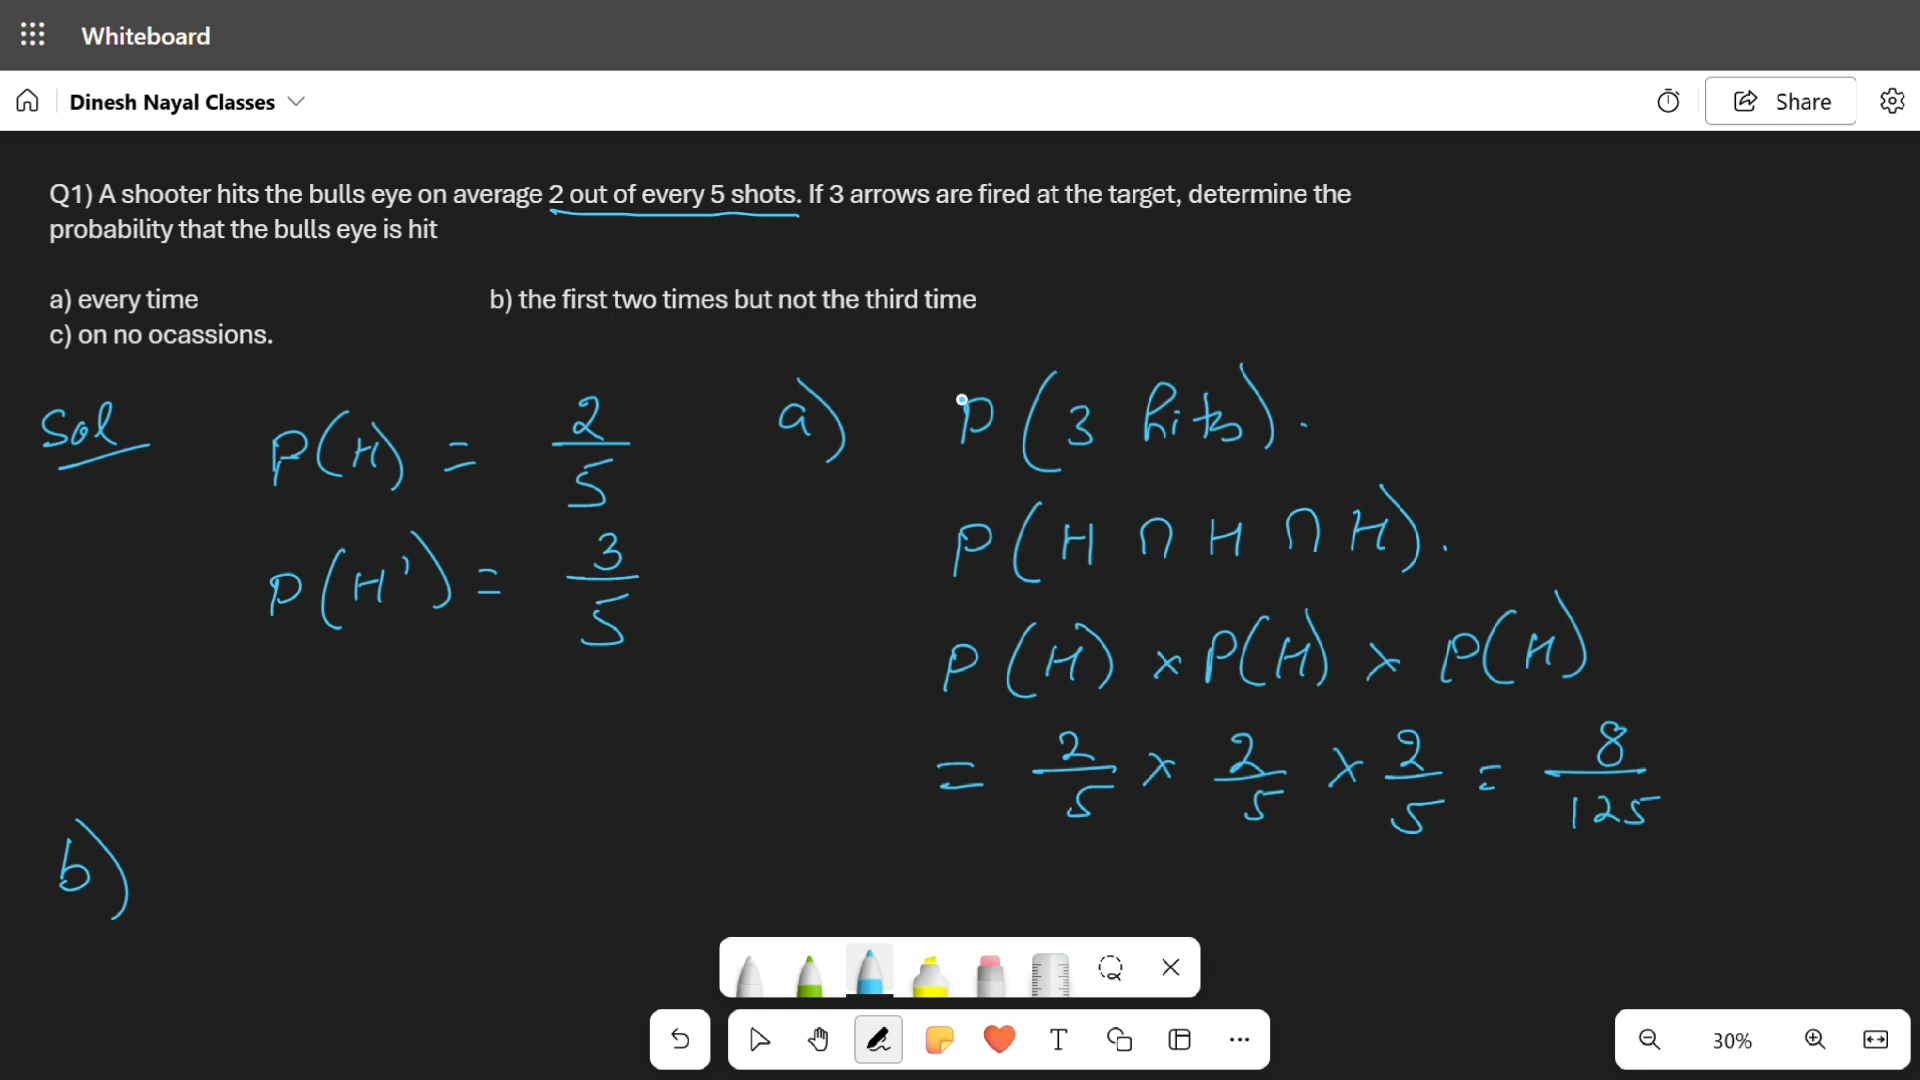 Whiteboard
Dinesh Nayal Classes
Share
Q1) A shooter hits the bulls eye on average 2 out of every 5 shots. If 3 arrows are fired at the target, determine the
probability that the bulls eye is hit
a) every time b) the first two times but not the third time
c) on no ocassions.
Sol P(H) = 2/5 a) P(3 hits).
P(H') = 3/5 P(H ∩ H ∩ H).
P(H) × P(H) × P(H)
= 2/5 × 2/5 × 2/5 = 8/125
b)
T
30%